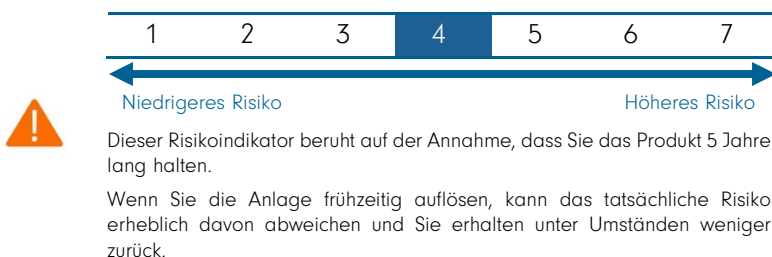 1 2 3 4 5 6 7
Niedrigeres Risiko Höheres Risiko
Dieser Risikoindikator beruht auf der Annahme, dass Sie das Produkt 5 Jahre
lang halten.
Wenn Sie die Anlage frühzeitig auflösen, kann das tatsächliche Risiko
erheblich davon abweichen und Sie erhalten unter Umständen weniger
zurück.